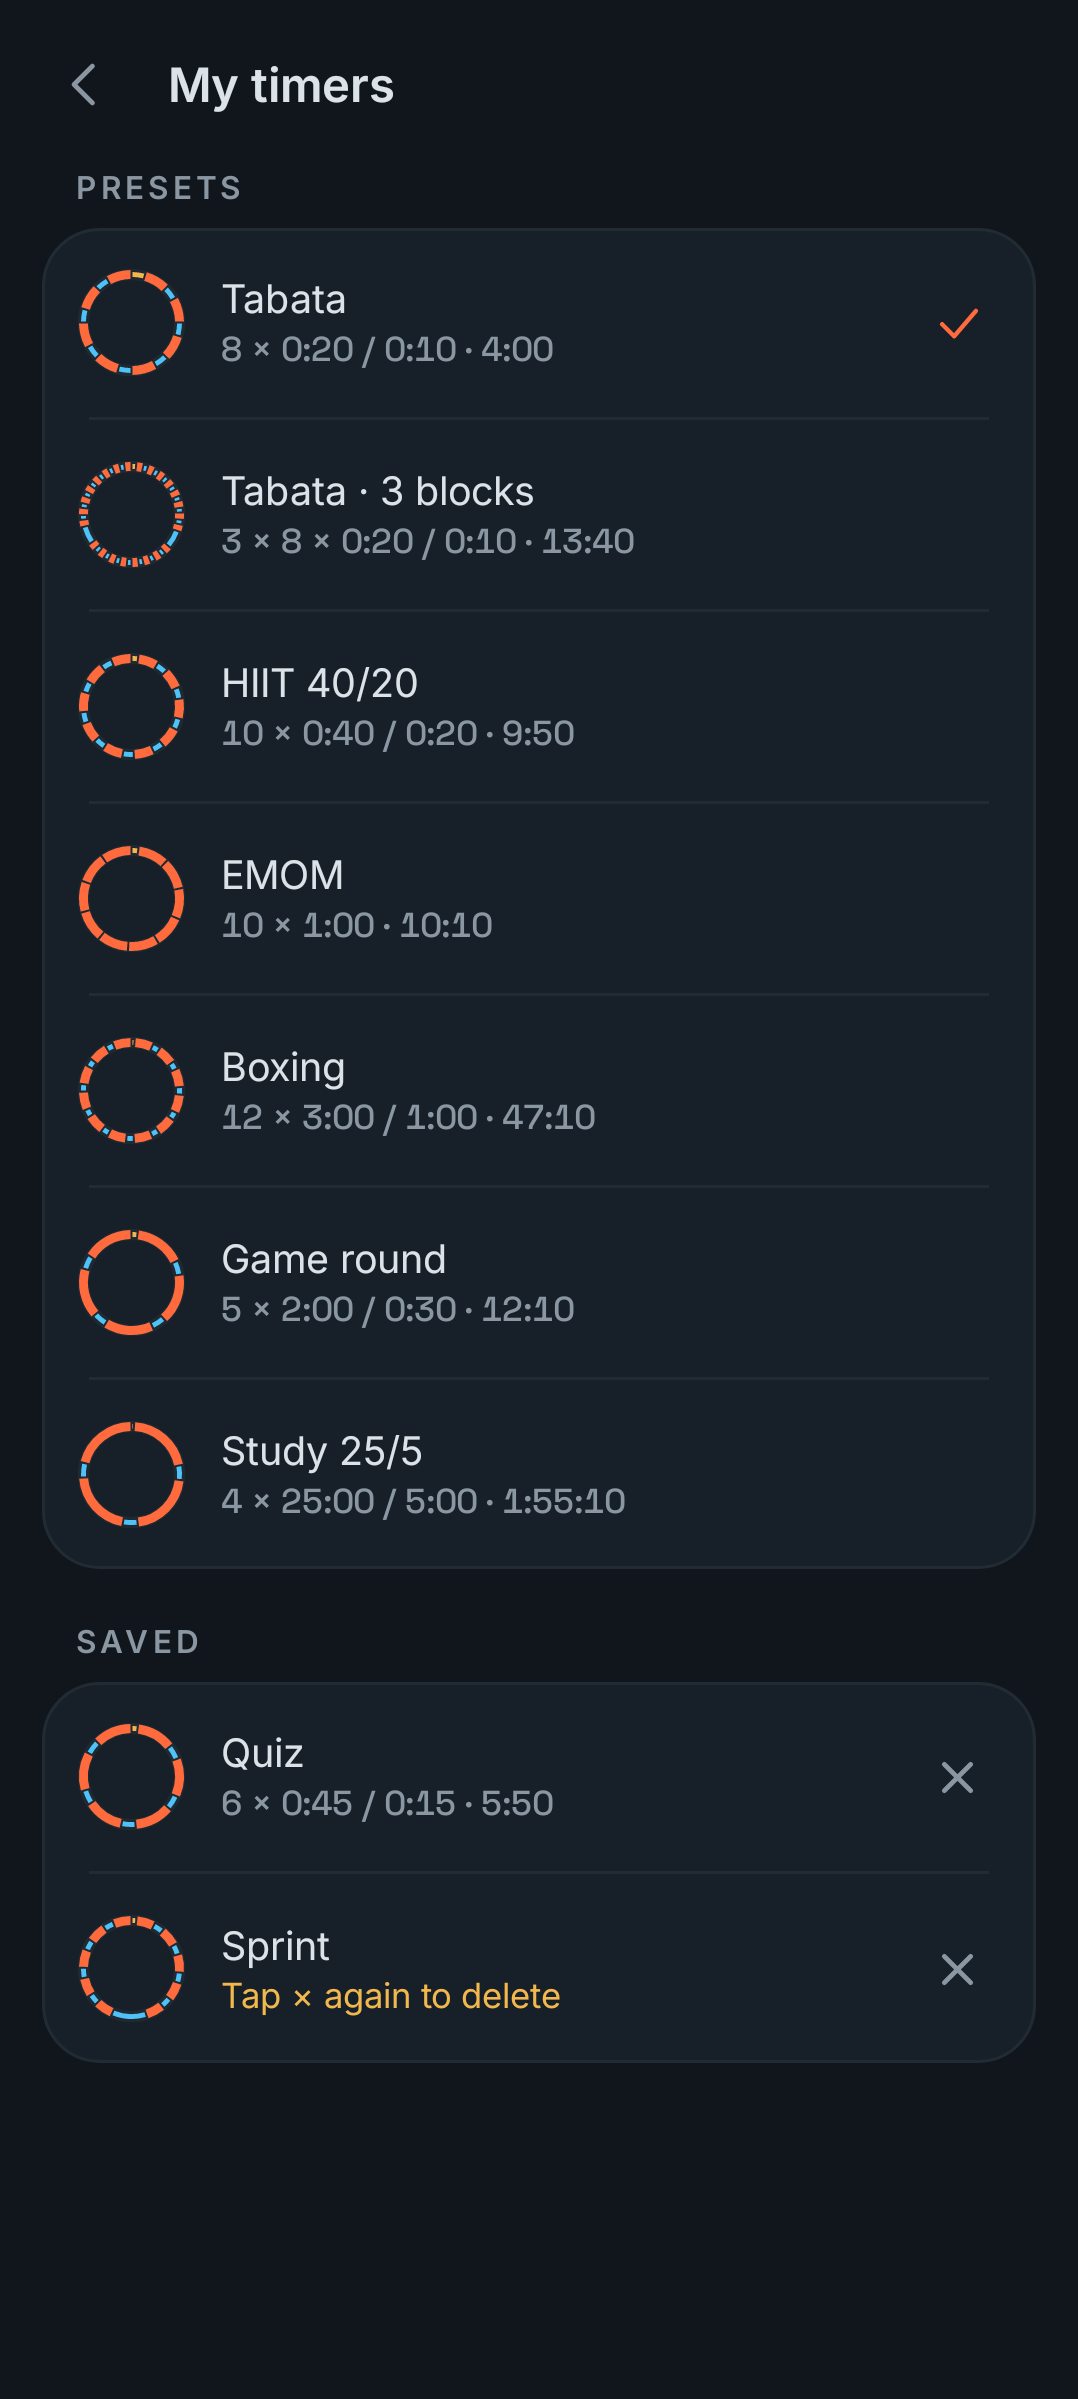 My timers
PRESETS
Tabata
8 × 0:20 / 0:10 · 4:00
Tabata · 3 blocks
3 × 8 × 0:20 / 0:10 · 13:40
HIIT 40/20
10 × 0:40 / 0:20 · 9:50
EMOM
10 × 1:00 · 10:10
Boxing
12 × 3:00 / 1:00 · 47:10
Game round
5 × 2:00 / 0:30 · 12:10
Study 25/5
4 × 25:00 / 5:00 · 1:55:10
SAVED
Quiz
6 × 0:45 / 0:15 · 5:50
Sprint
Tap × again to delete